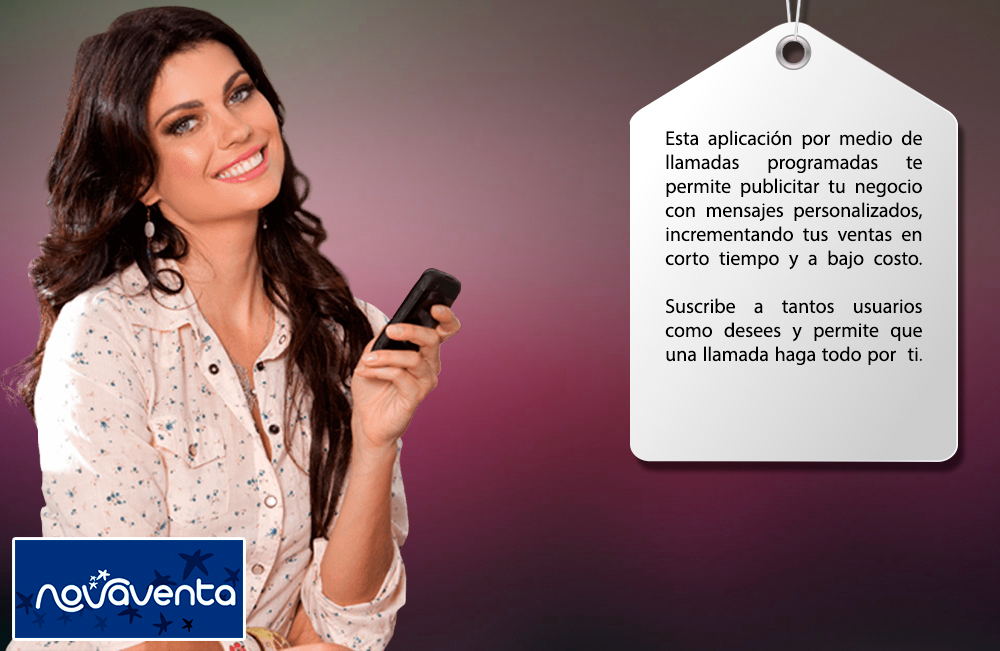 Esta aplicación por medio de
llamadas programadas te
permite publicitar tu negocio
con mensajes personalizados,
incrementando tus ventas en
corto tiempo y a bajo costo.
Suscribe a tantos usuarios
como desees y permite que
una llamada haga todo por ti.
novaventa